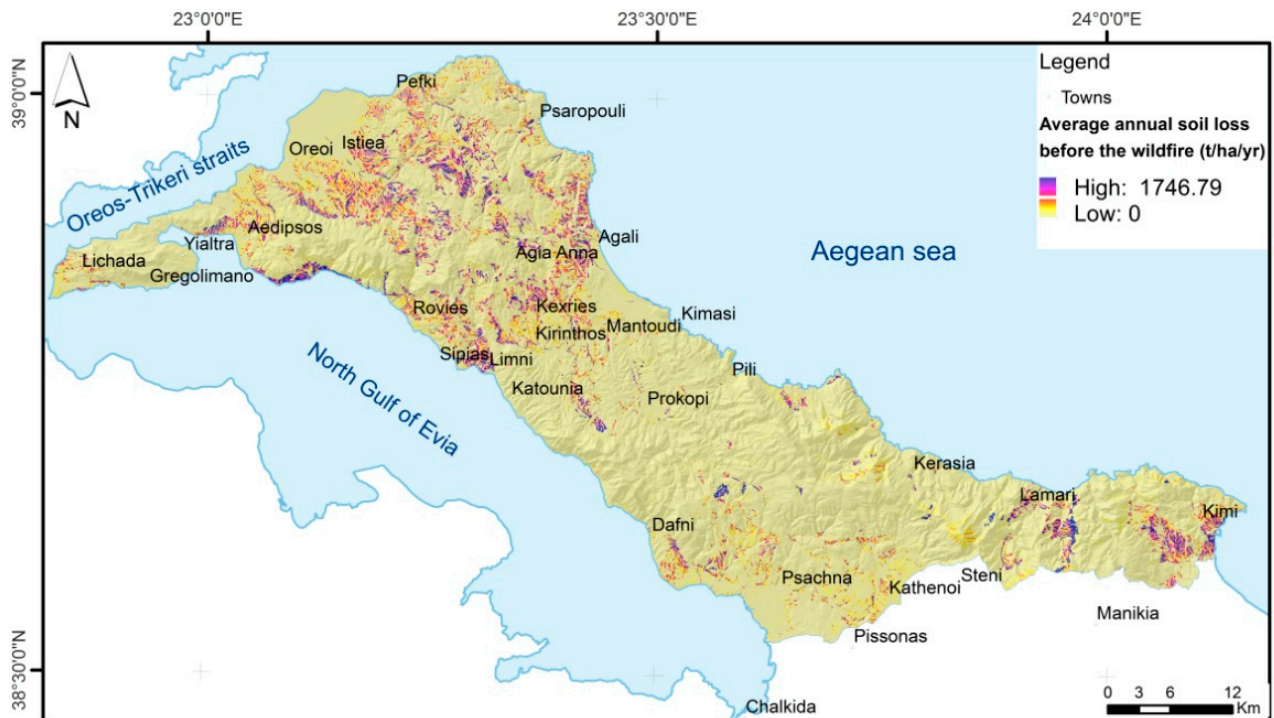 23°0'0"E
23°30'0"E
24°0'0"E
39°0'0"N
38°30'0"N
N
Legend
Towns
Average annual soil loss
before the wildfire (t/ha/yr)
High: 1746.79
Low: 0
Pefki
Psaropouli
Istiea
Oreoi
Oreos-Trikeri straits
Aedipsos
Yialtra
Agali
Agia Anna
Aegean sea
Lichada
Gregolimano
Rovies
Kexries
Kimasi
Mantoudi
Kirinthos
Sipias
Limni
North Gulf of Evia
Pili
Katounia
Prokopi
Kerasia
Lamari
Kimi
Dafni
Psachna
Steni
Kathenoi
Manikia
Pissonas
Chalkida
0 3 6 12
Km